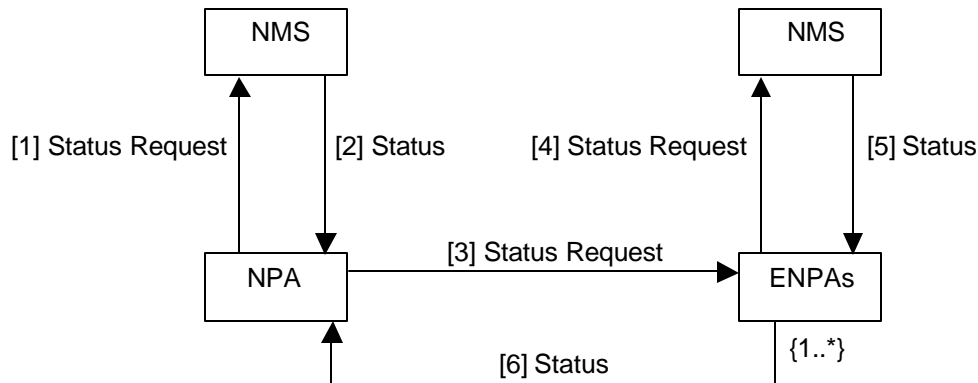 NMS
NMS
[1] Status Request
[2] Status
[4] Status Request
[5] Status
[3] Status Request
NPA
ENPAs
[6] Status
{1..*}